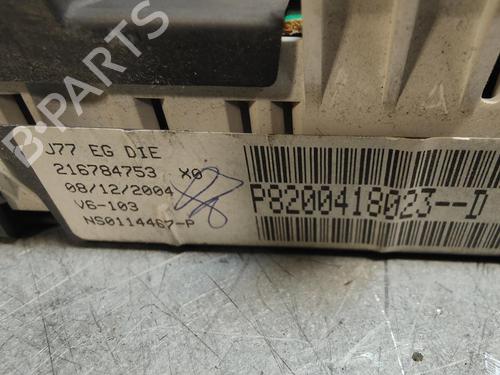 B-PARTS
J77 EG DIE
216784753 X0
08/12/2004
V6-103
NS0114467-P
P8200418023--D